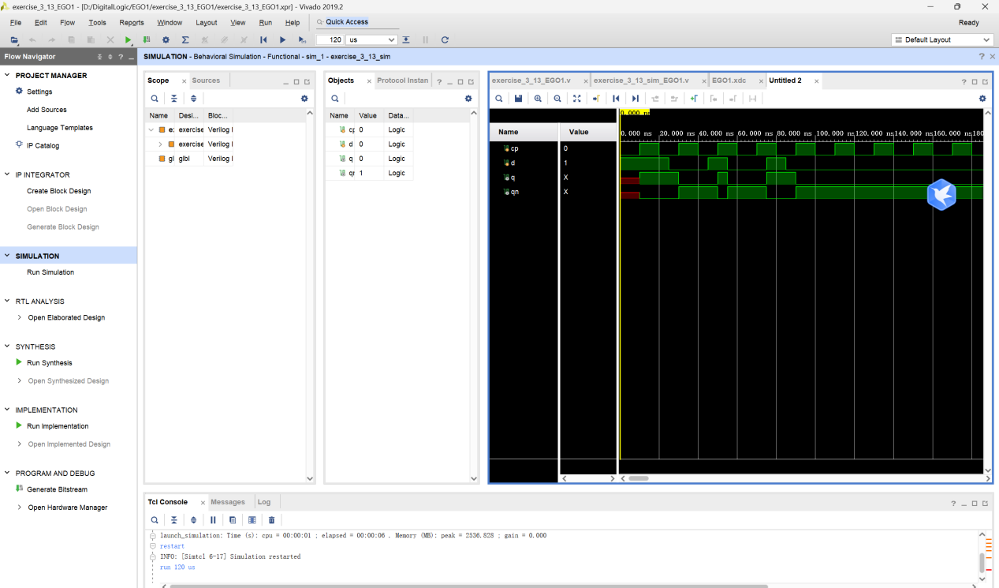 exercise_3_13_EGO1 - [D:/DigitalLogic/EGO1/exercise_3_13_EGO1/exercise_3_13_EGO1.xpr] - Vivado 2019.2
File Edit Flow Tools Reports Window Layout View Run Help Quick Access Ready
120 us Default Layout
Flow Navigator
SIMULATION - Behavioral Simulation - Functional - sim_1 - exercise_3_13_sim
PROJECT MANAGER
Settings
Add Sources
Language Templates
IP Catalog
IP INTEGRATOR
Create Block Design
Open Block Design
Generate Block Design
SIMULATION
Run Simulation
RTL ANALYSIS
Open Elaborated Design
SYNTHESIS
Run Synthesis
Open Synthesized Design
IMPLEMENTATION
Run Implementation
Open Implemented Design
PROGRAM AND DEBUG
Generate Bitstream
Open Hardware Manager
Scope Sources
Name Desi... Bloc...
e: exercise Verilog
exercise Verilog
gl glbl Verilog
Objects Protocol Instan
Name Value Data...
cp 0 Logic
d 0 Logic
q 0 Logic
qn 1 Logic
exercise_3_13_EGO1.v exercise_3_13_sim_EGO1.v EGO1.xdc Untitled 2
0.000 ns
Name Value
0.000 ns 20.000 ns 40.000 ns 60.000 ns 80.000 ns 100.000 ns 120.000 ns 140.000 ns 160.000 ns 180
cp 0
d 1
q X
qn X
Tcl Console Messages Log
launch_simulation: Time (s): cpu = 00:00:01 ; elapsed = 00:00:06 . Memory (MB): peak = 2536.828 ; gain = 0.000
restart
INFO: [Simtcl 6-17] Simulation restarted
run 120 us